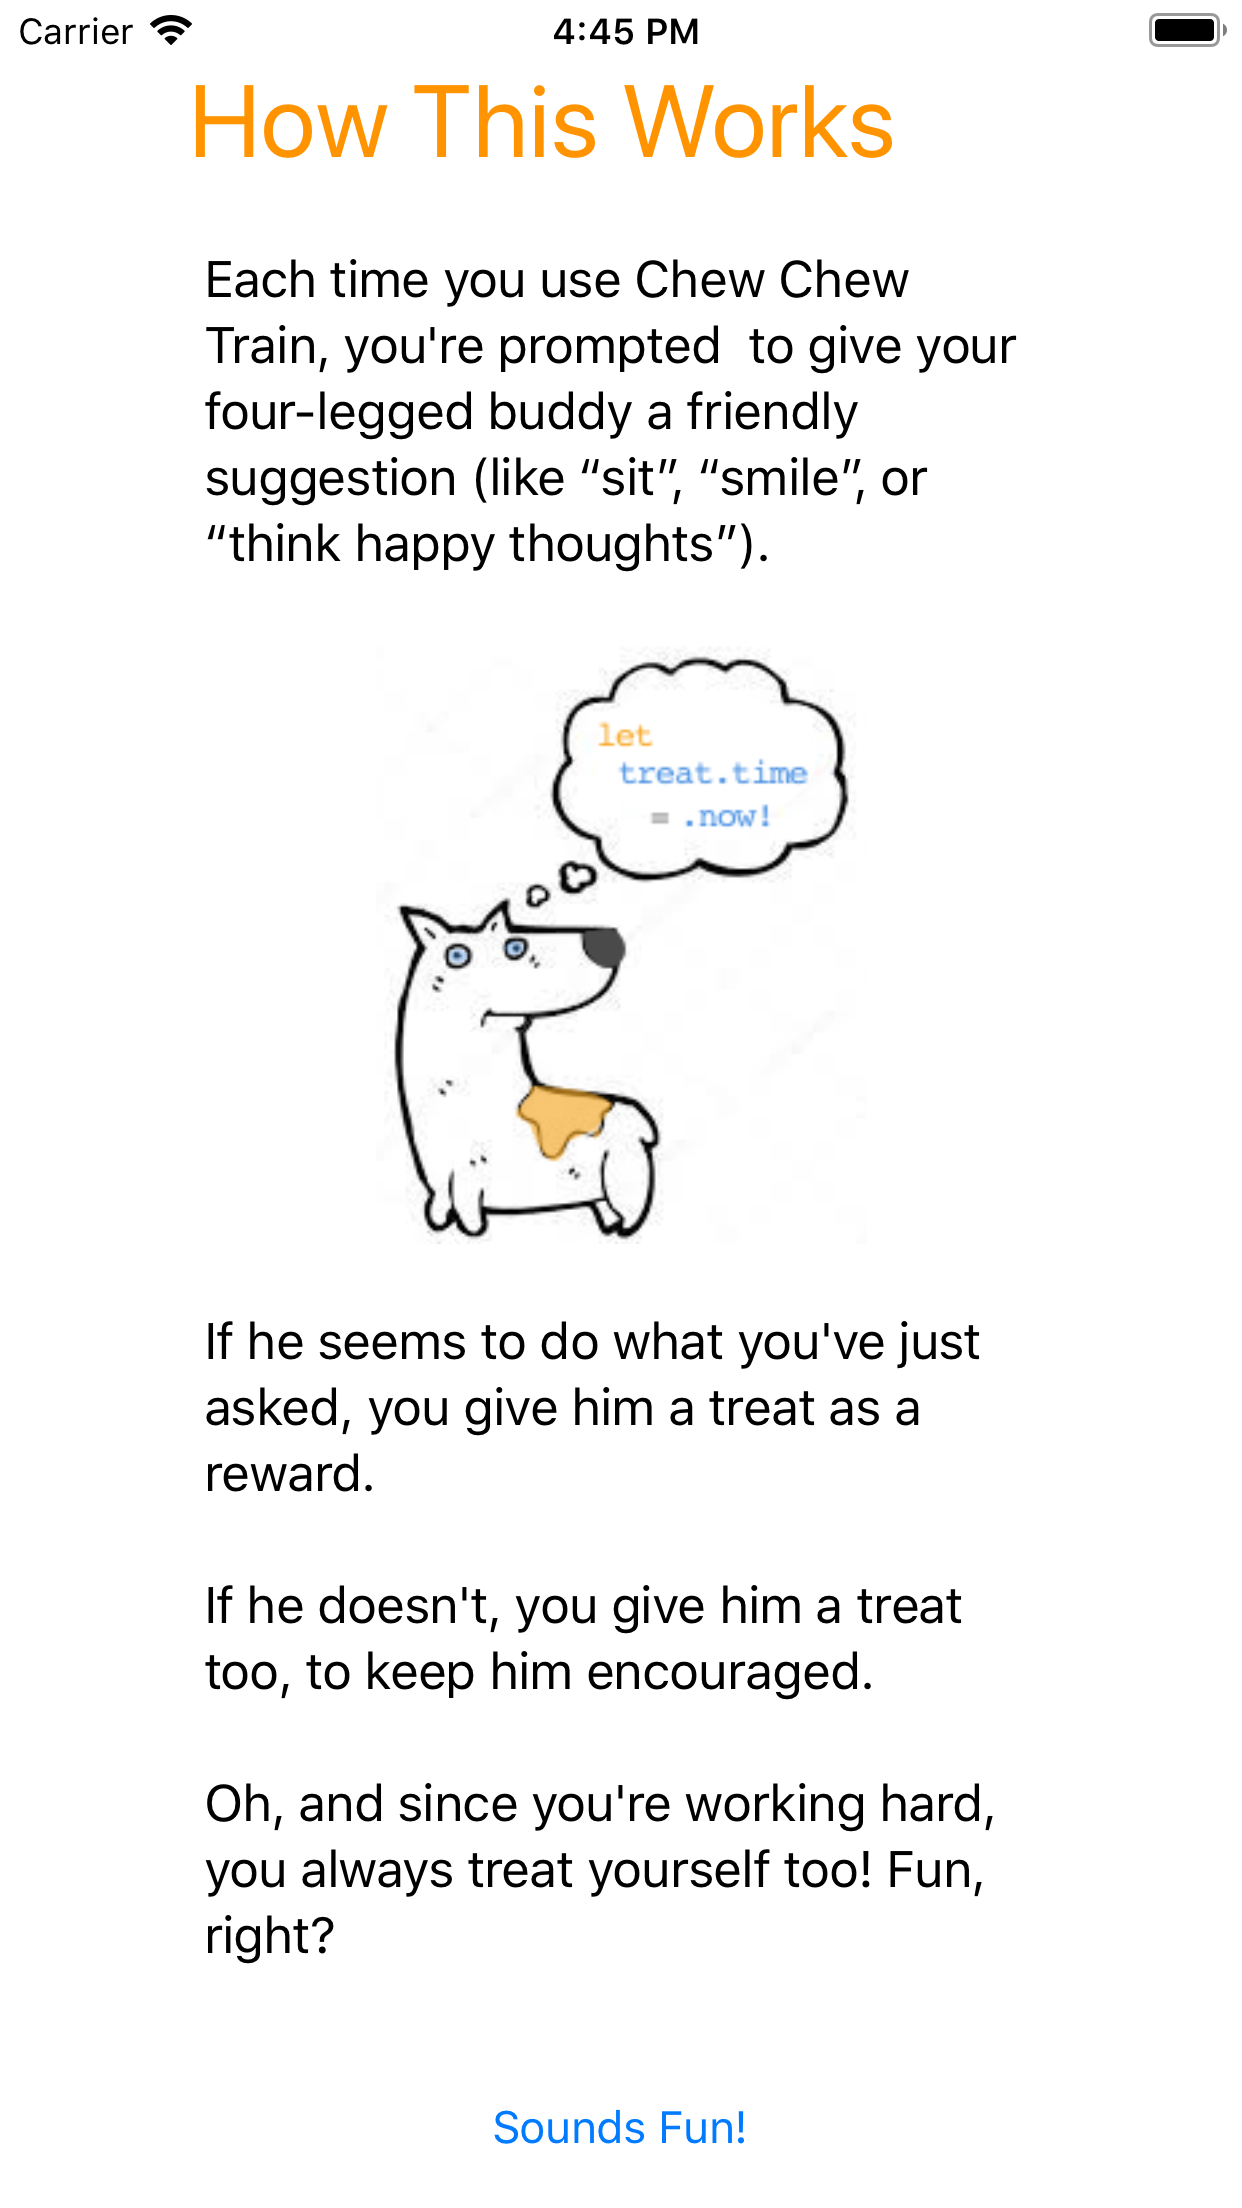 Carrier 4:45 PM
How This Works
Each time you use Chew Chew
Train, you're prompted  to give your
four-legged buddy a friendly
suggestion (like “sit”, “smile”, or
“think happy thoughts”).
let
treat.time
= .now!
If he seems to do what you've just
asked, you give him a treat as a
reward.
If he doesn't, you give him a treat
too, to keep him encouraged.
Oh, and since you're working hard,
you always treat yourself too! Fun,
right?
Sounds Fun!